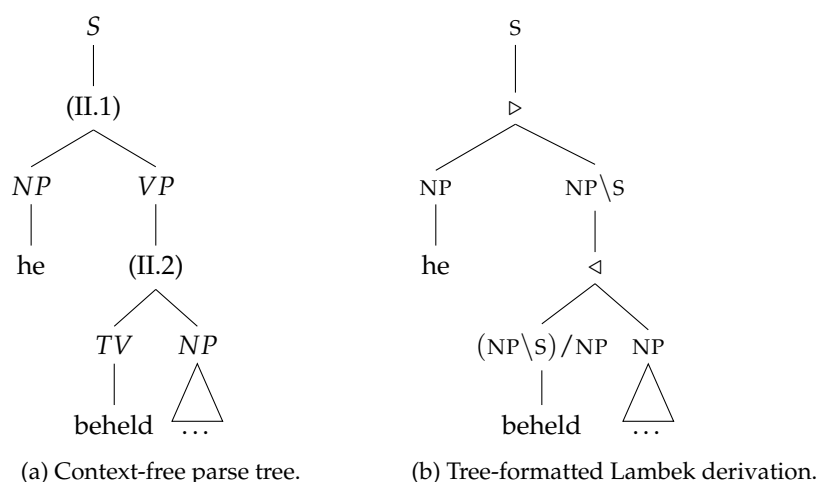 S S
(II.1) ▷
NP VP NP NP\S
he (II.2) he ◁
TV NP (NP\S)/NP NP
beheld ... beheld ...
(a) Context-free parse tree. (b) Tree-formatted Lambek derivation.